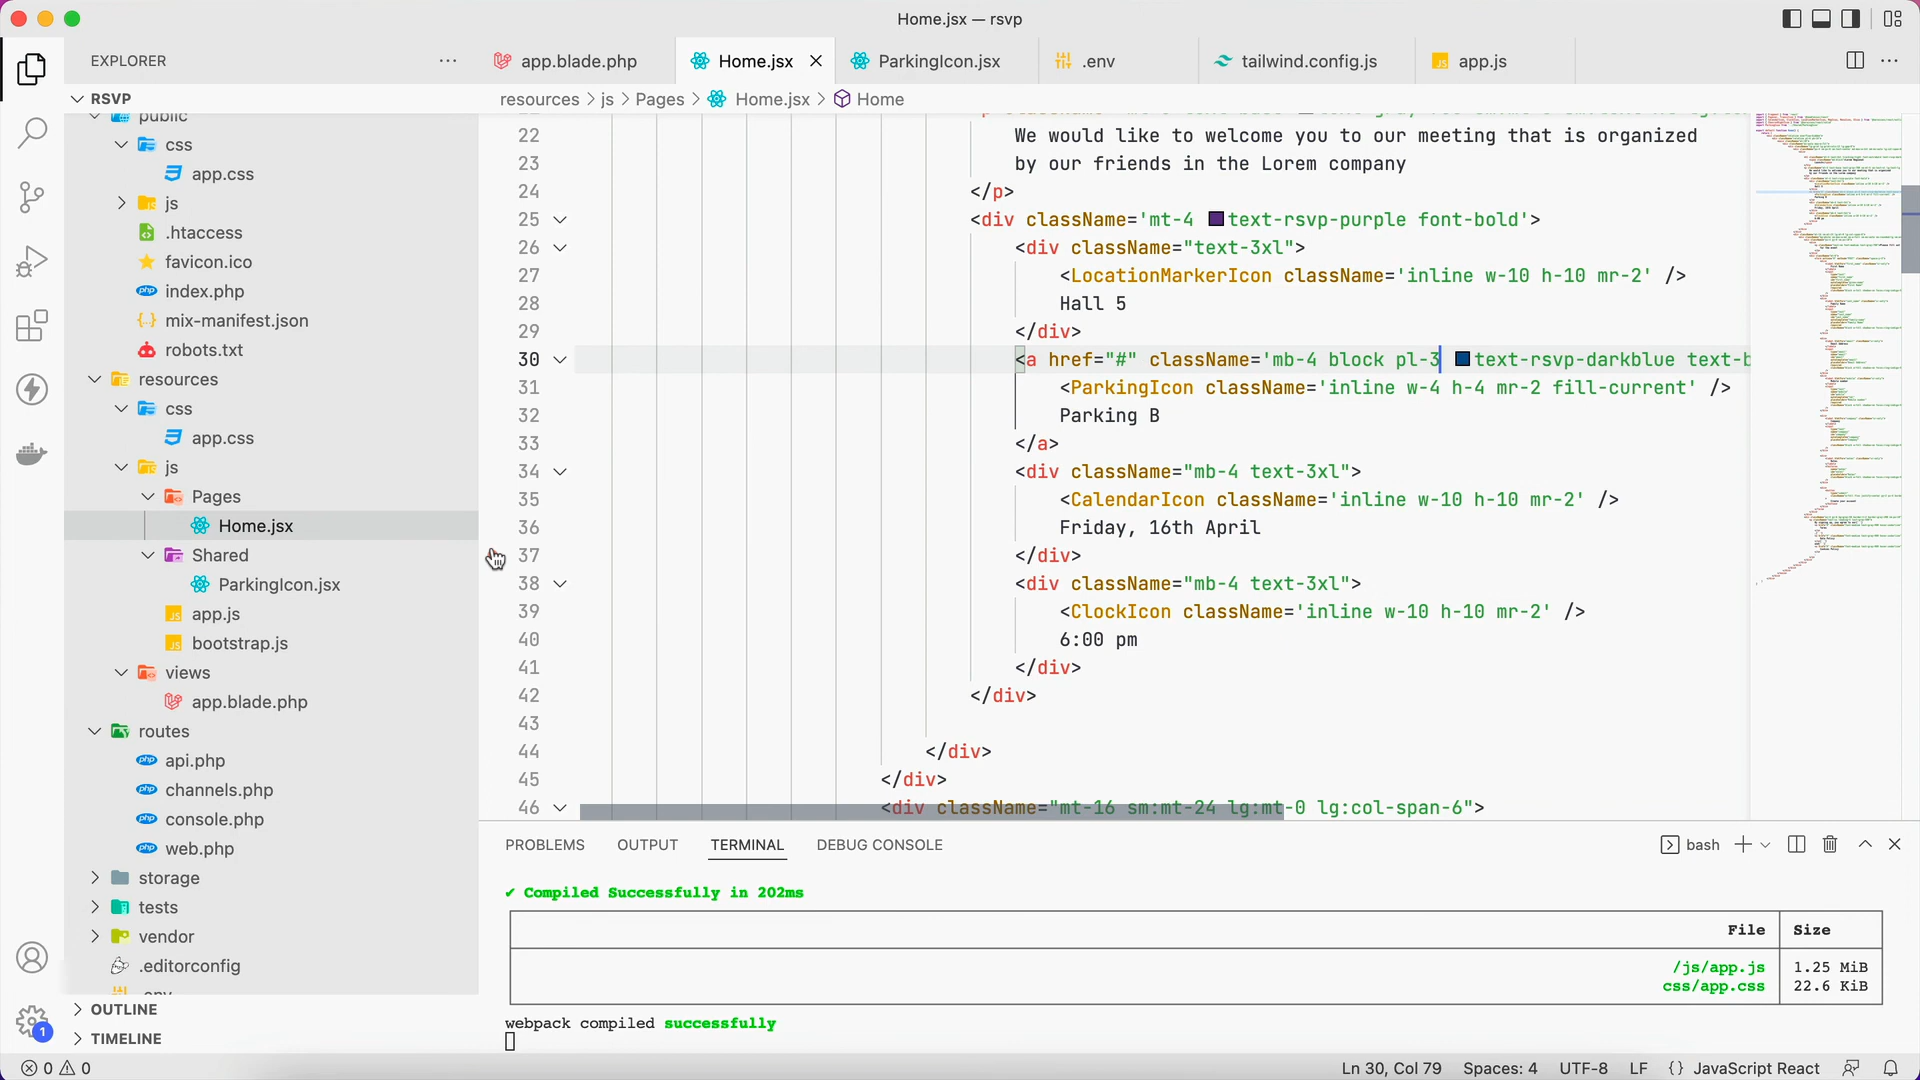 Home.jsx — rsvp
EXPLORER
app.blade.php
Home.jsx
ParkingIcon.jsx
.env
tailwind.config.js
JS app.js
RSVP
resources > js > Pages > Home.jsx > Home
public
css
app.css
js
.htaccess
favicon.ico
php index.php
mix-manifest.json
robots.txt
resources
css
app.css
js
Pages
Home.jsx
Shared
ParkingIcon.jsx
JS app.js
JS bootstrap.js
views
app.blade.php
routes
php api.php
php channels.php
php console.php
php web.php
storage
tests
vendor
.editorconfig
.env
OUTLINE
TIMELINE
22 We would like to welcome you to our meeting that is organized
23 by our friends in the Lorem company
24 </p>
25 <div className='mt-4 text-rsvp-purple font-bold'>
26 <div className="text-3xl">
27 <LocationMarkerIcon className='inline w-10 h-10 mr-2' />
28 Hall 5
29 </div>
30 <a href="#" className='mb-4 block pl-3 text-rsvp-darkblue text-b
31 <ParkingIcon className='inline w-4 h-4 mr-2 fill-current' />
32 Parking B
33 </a>
34 <div className="mb-4 text-3xl">
35 <CalendarIcon className='inline w-10 h-10 mr-2' />
36 Friday, 16th April
37 </div>
38 <div className="mb-4 text-3xl">
39 <ClockIcon className='inline w-10 h-10 mr-2' />
40 6:00 pm
41 </div>
42 </div>
43
44 </div>
45 </div>
46 <div className="mt-16 sm:mt-24 lg:mt-0 lg:col-span-6">
PROBLEMS OUTPUT TERMINAL DEBUG CONSOLE
bash
✔ Compiled Successfully in 202ms
File Size
/js/app.js 1.25 MiB
css/app.css 22.6 KiB
webpack compiled successfully
1
0 0
Ln 30, Col 79 Spaces: 4 UTF-8 LF {} JavaScript React